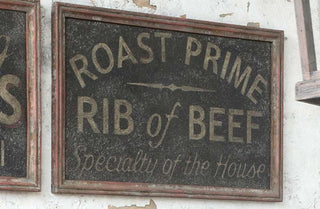 ROAST PRIME
RIB of BEEF
Specialty of the House